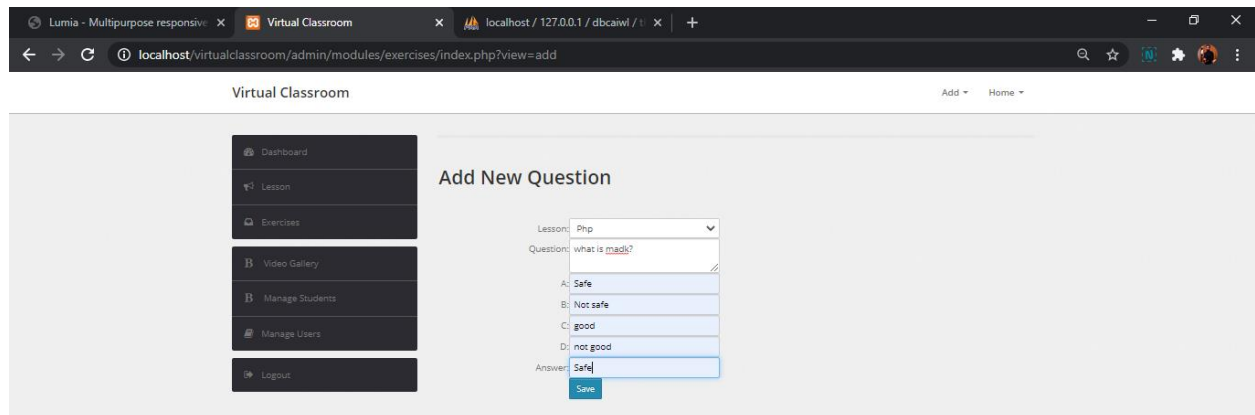 Lumia - Multipurpose responsive
Virtual Classroom
localhost / 127.0.0.1 / dbcaiwl / t
localhost/virtualclassroom/admin/modules/exercises/index.php?view=add
Virtual Classroom
Add
Home
Dashboard
Lesson
Exercises
B Video Gallery
B Manage Students
Manage Users
Logout
Add New Question
Lesson: Php
Question: what is madk?
A: Safe
B: Not safe
C: good
D: not good
Answer: Safe
Save